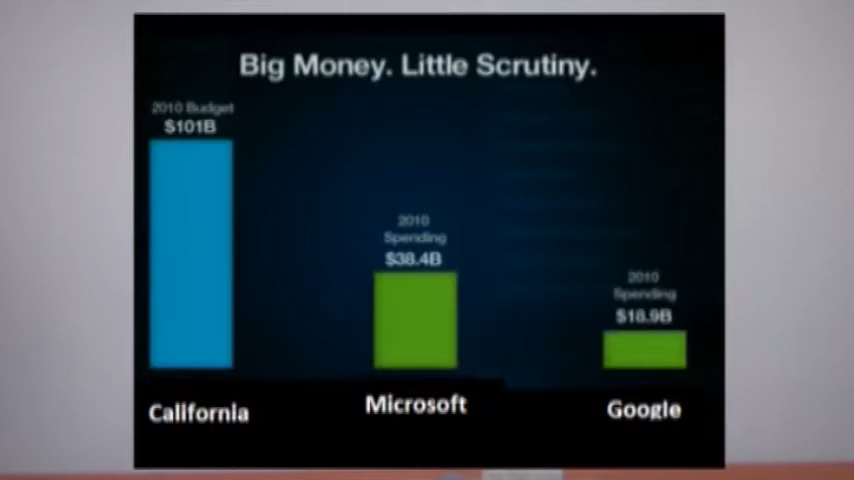 Big Money. Little Scrutiny.
2010 Budget
$101B
2010
Spending
$38.4B
2010
Spending
$18.9B
California
Microsoft
Google